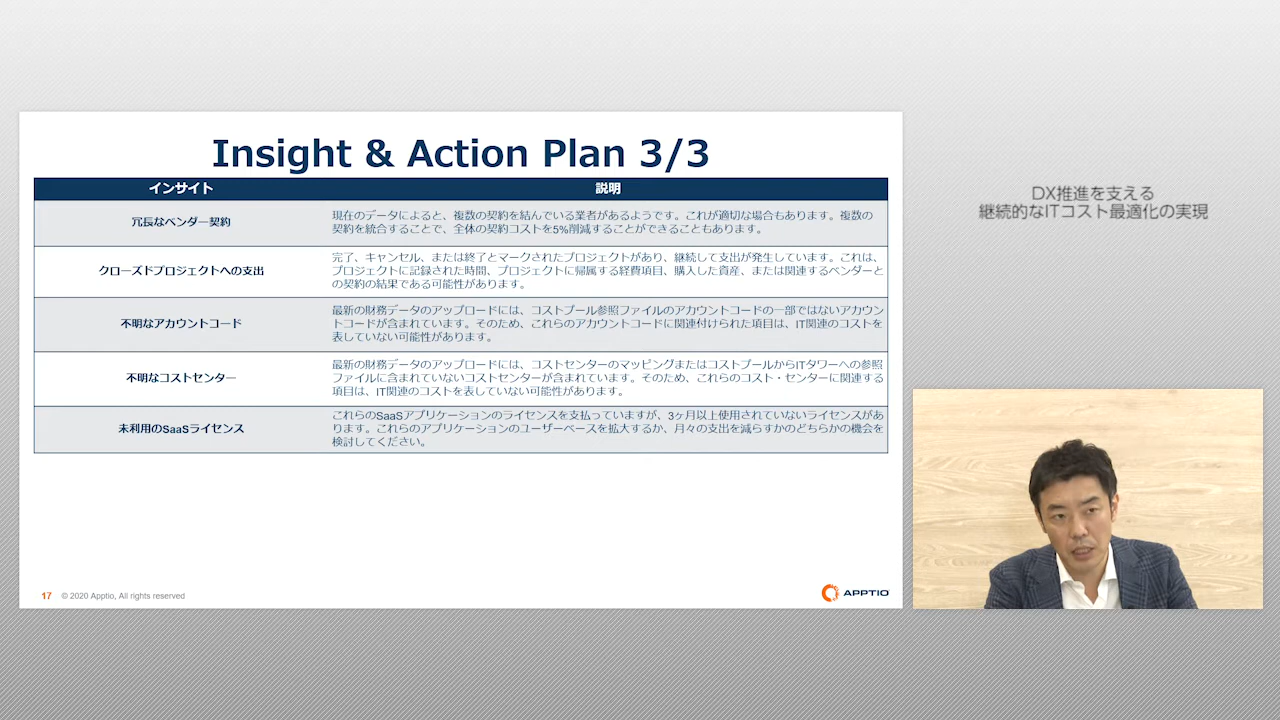 Insight & Action Plan 3/3
インサイト
説明
冗長なベンダー契約
現在のデータによると、複数の契約を結んでいる業者があるようです。これが適切な場合もあります。複数の
契約を統合することで、全体の契約コストを5%削減することができることもあります。
クローズドプロジェクトへの支出
完了、キャンセル、または終了とマークされたプロジェクトがあり、継続して支出が発生しています。これは、
プロジェクトに記録された時間、プロジェクトに帰属する経費項目、購入した資産、または関連するベンダーと
の契約の結果である可能性があります。
不明なアカウントコード
最新の財務データのアップロードには、コストプール参照ファイルのアカウントコードの一部ではないアカウン
トコードが含まれています。そのため、これらのアカウントコードに関連付けられた項目は、IT関連のコストを
表していない可能性があります。
不明なコストセンター
最新の財務データのアップロードには、コストセンターのマッピングまたはコストプールからITタワーへの参照
ファイルに含まれていないコストセンターが含まれています。そのため、これらのコスト・センターに関連する
項目は、IT関連のコストを表していない可能性があります。
未利用のSaaSライセンス
これらのSaaSアプリケーションのライセンスを支払っていますが、3ヶ月以上使用されていないライセンスがあ
ります。これらのアプリケーションのユーザーベースを拡大するか、月々の支出を減らすかのどちらかの機会を
検討してください。
17 © 2020 Apptio, All rights reserved
APPTIO
DX推進を支える
継続的なITコスト最適化の実現